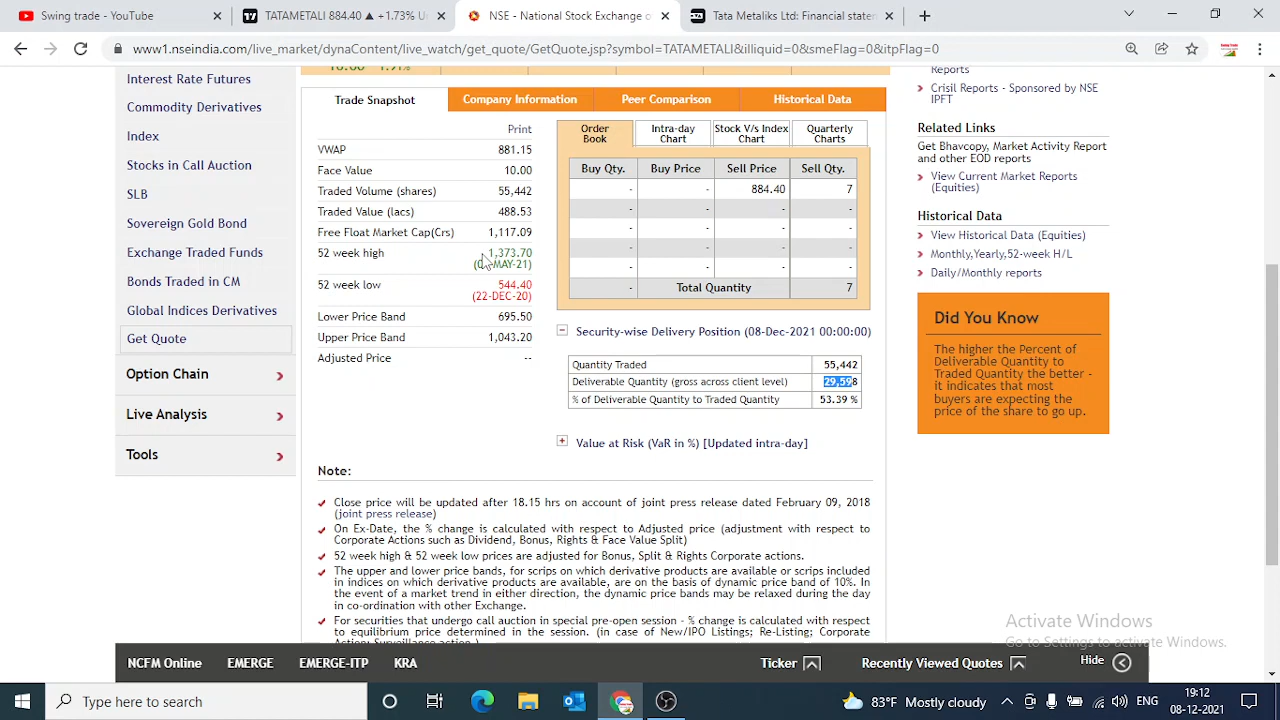 Swing trade - YouTube
TATAMETALI 884.40 ▲ +1.73% U
NSE - National Stock Exchange o
Tata Metaliks Ltd: Financial statem
www1.nseindia.com/live_market/dynaContent/live_watch/get_quote/GetQuote.jsp?symbol=TATAMETALI&illiquid=0&smeFlag=0&itpFlag=0
Interest Rate Futures
Commodity Derivatives
Index
Stocks in Call Auction
SLB
Sovereign Gold Bond
Exchange Traded Funds
Bonds Traded in CM
Global Indices Derivatives
Get Quote
Option Chain
Live Analysis
Tools
Trade Snapshot
Company Information
Peer Comparison
Historical Data
Print
VWAP 881.15
Face Value 10.00
Traded Volume (shares) 55,442
Traded Value (lacs) 488.53
Free Float Market Cap(Crs) 1,117.09
52 week high 1,373.70
MAY-21)
52 week low 544.40
(22-DEC-20)
Lower Price Band 695.50
Upper Price Band 1,043.20
Adjusted Price --
Order Book
Intra-day Chart
Stock V/s Index Chart
Quarterly Charts
Buy Qty. Buy Price Sell Price Sell Qty.
- - 884.40 7
- - - -
- - - -
- - - -
- - - -
- Total Quantity 7
Security-wise Delivery Position (08-Dec-2021 00:00:00)
Quantity Traded 55,442
Deliverable Quantity (gross across client level) 29,598
% of Deliverable Quantity to Traded Quantity 53.39 %
Value at Risk (VaR in %) [Updated intra-day]
Note:
Close price will be updated after 18.15 hrs on account of joint press release dated February 09, 2018
(joint press release)
On Ex-Date, the % change is calculated with respect to Adjusted price (adjustment with respect to
Corporate Actions such as Dividend, Bonus, Rights & Face Value Split)
52 week high & 52 week low prices are adjusted for Bonus, Split & Rights Corporate actions.
The upper and lower price bands, for scrips on which derivative products are available or scrips included
in indices on which derivative products are available, are on the basis of dynamic price band of 10%. In
the event of a market trend in either direction, the dynamic price bands may be relaxed during the day
in co-ordination with other Exchange.
For securities that undergo call auction in special pre-open session - % change is calculated with respect
to equilibrium price determined in the session. (in case of New/IPO Listings; Re-Listing; Corporate
Reports
Crisil Reports - Sponsored by NSE
IPFT
Related Links
Get Bhavcopy, Market Activity Report
and other EOD reports
View Current Market Reports
(Equities)
Historical Data
View Historical Data (Equities)
Monthly,Yearly,52-week H/L
Daily/Monthly reports
Did You Know
The higher the Percent of
Deliverable Quantity to
Traded Quantity the better -
it indicates that most
buyers are expecting the
price of the share to go up.
Activate Windows
Go to Settings to activate Windows.
NCFM Online
EMERGE
EMERGE-ITP
KRA
Ticker
Recently Viewed Quotes
Hide
Type here to search
83°F Mostly cloudy
ENG
19:12
08-12-2021